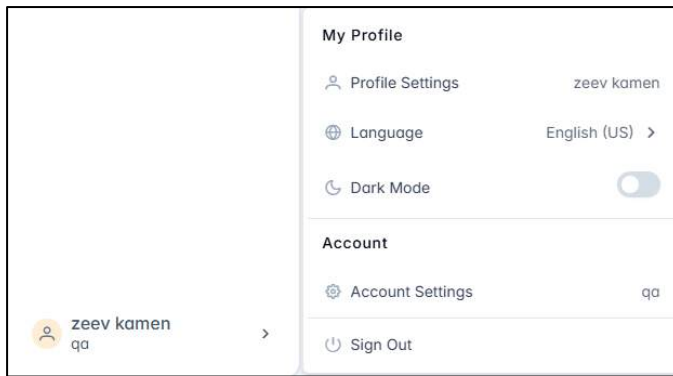 My Profile
Profile Settings zeev kamen
Language English (US)
Dark Mode
Account
Account Settings qa
Sign Out
zeev kamen
qa